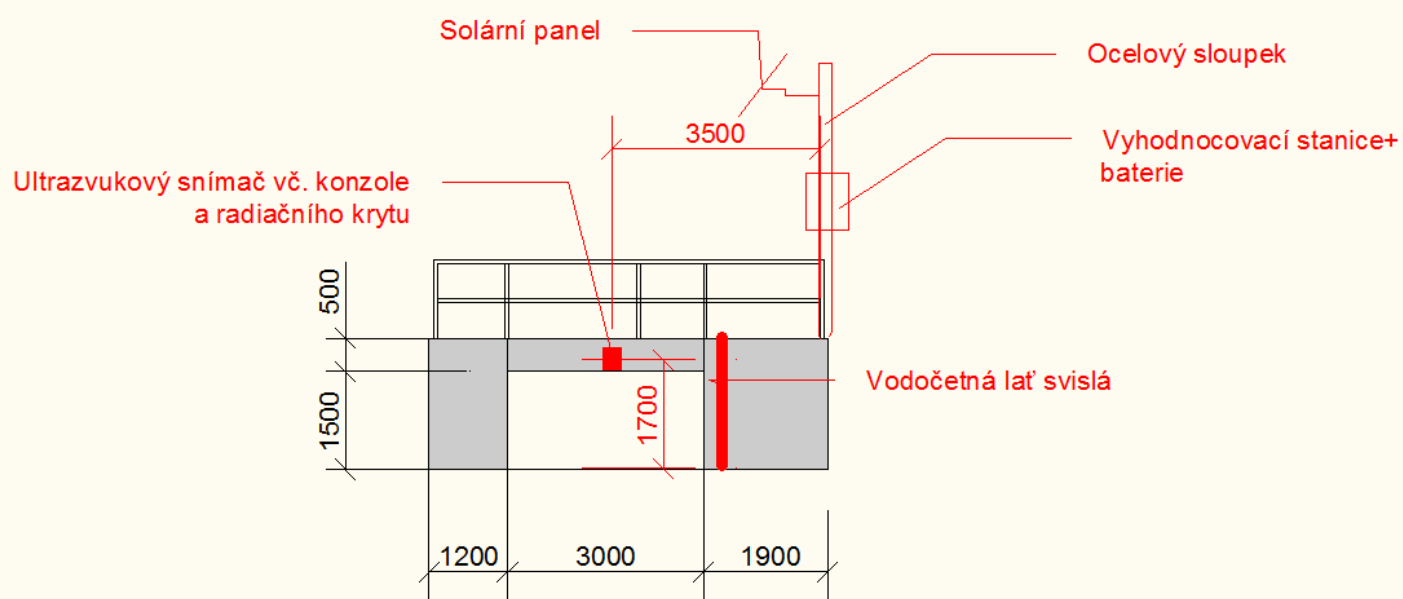 Solární panel
Ocelový sloupek
3500
Vyhodnocovací stanice+
baterie
Ultrazvukový snímač vč. konzole
a radiačního krytu
500
Vodočetná lať svislá
1500
1700
1200
3000
1900